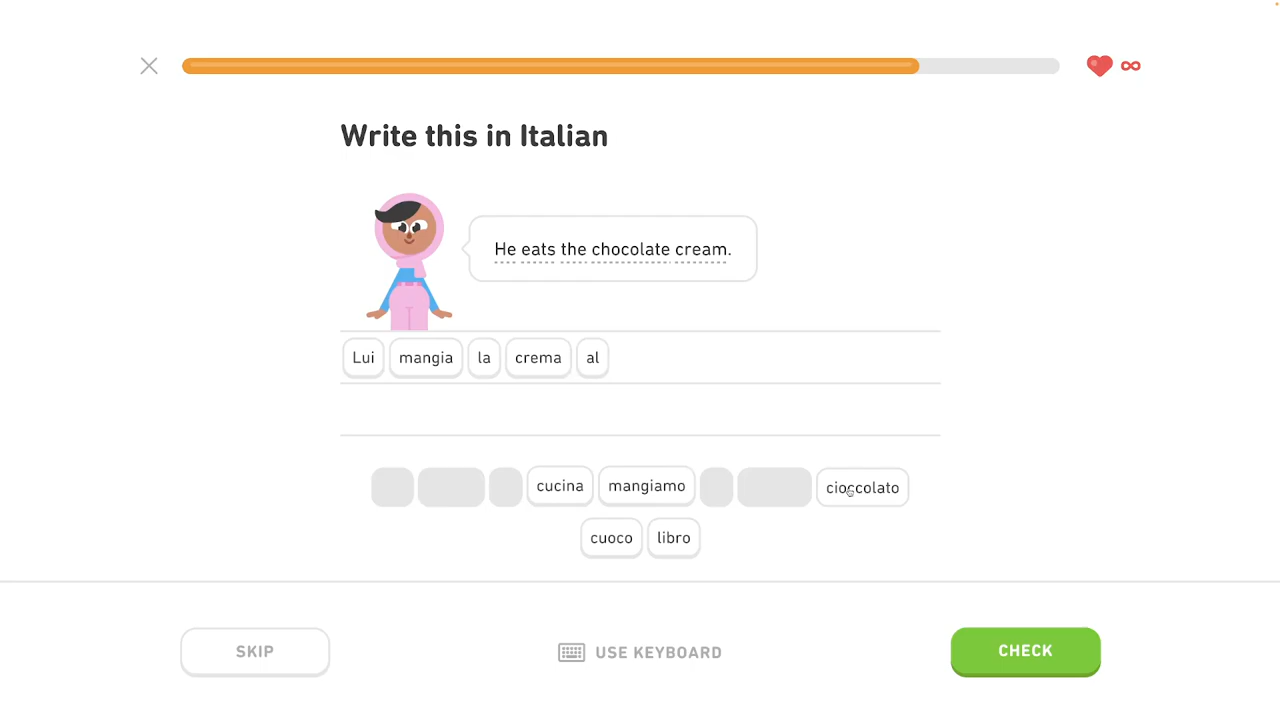 ∞
Write this in Italian
He eats the chocolate cream.
Lui mangia la crema al
cucina mangiamo cioccolato
cuoco libro
SKIP USE KEYBOARD CHECK